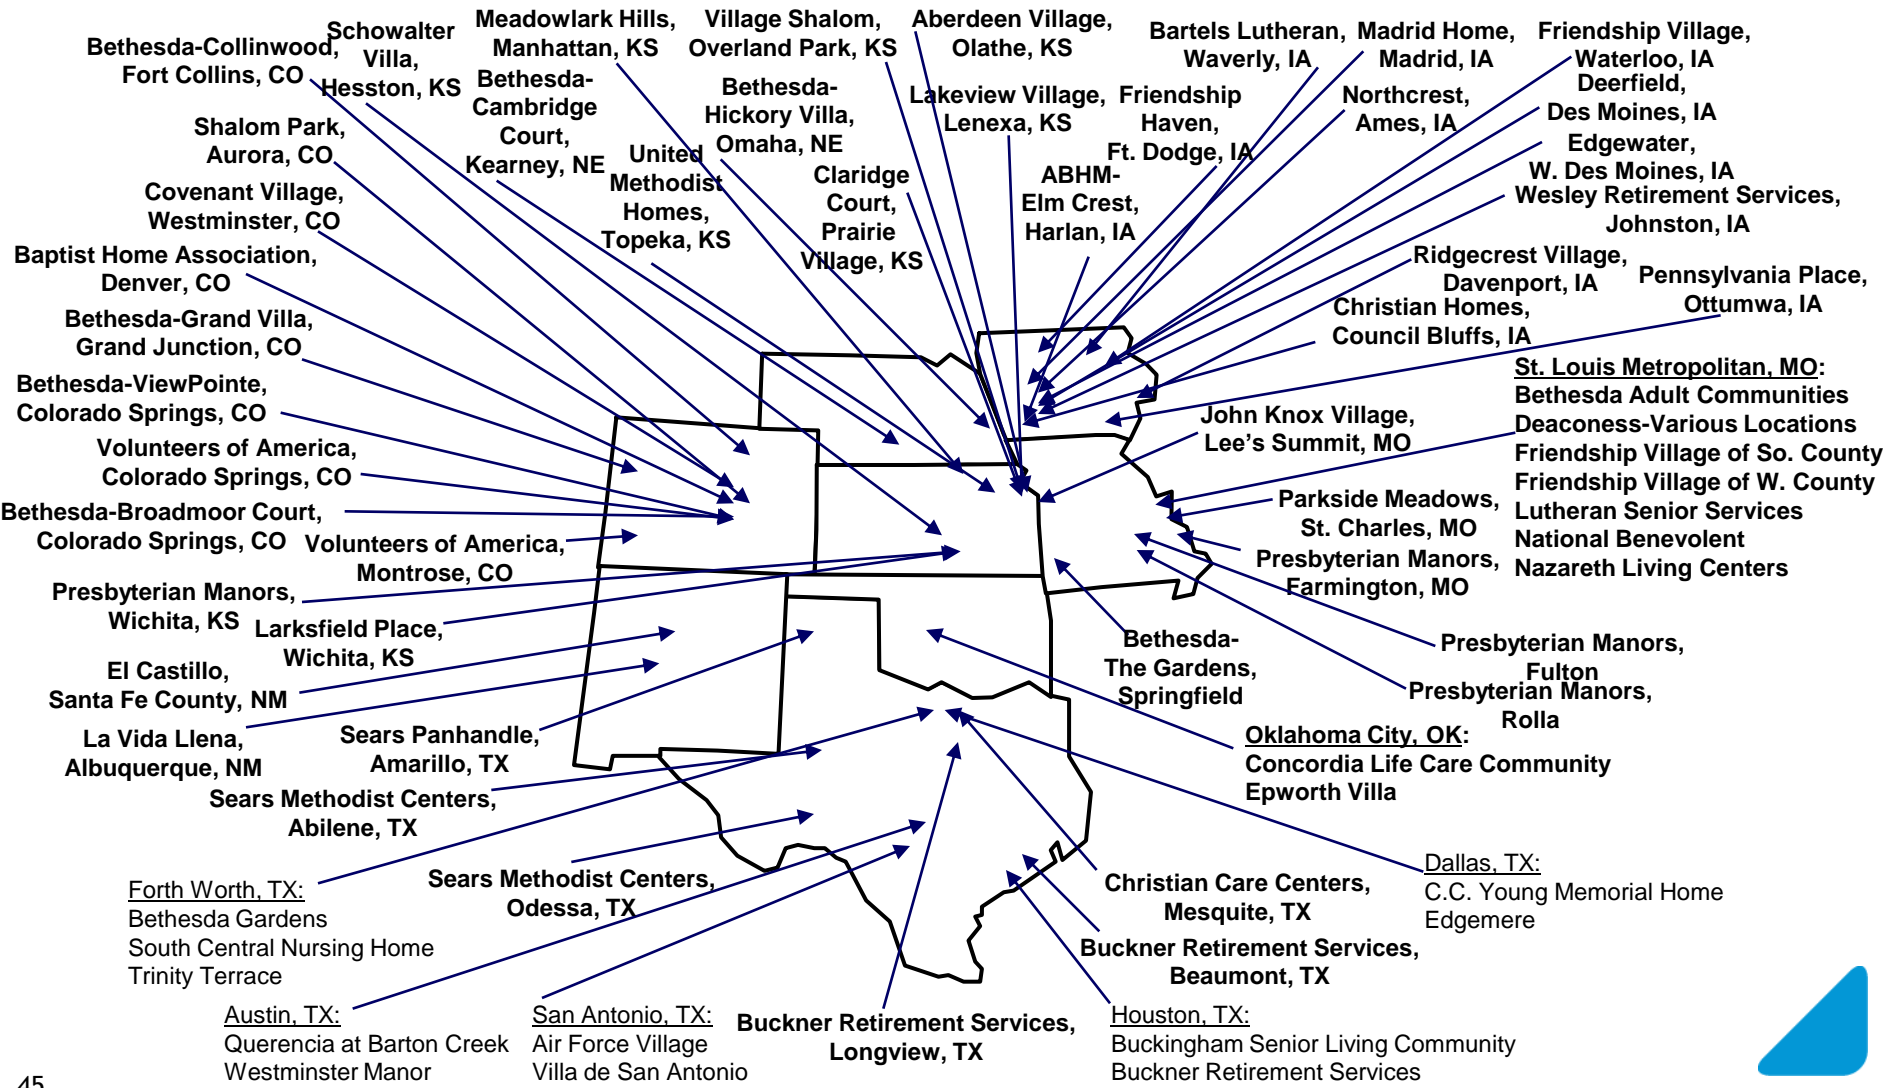 Bethesda-Collinwood,
Fort Collins, CO
Schowalter
Villa,
Hesston, KS
Meadowlark Hills,
Manhattan, KS
Village Shalom,
Overland Park, KS
Aberdeen Village,
Olathe, KS
Bartels Lutheran,
Waverly, IA
Madrid Home,
Madrid, IA
Friendship Village,
Waterloo, IA
Bethesda-
Cambridge
Court,
Kearney, NE
Bethesda-
Hickory Villa,
Omaha, NE
Lakeview Village,
Lenexa, KS
Friendship
Haven,
Ft. Dodge, IA
Northcrest,
Ames, IA
Deerfield,
Des Moines, IA
Shalom Park,
Aurora, CO
United
Methodist
Homes,
Topeka, KS
Claridge
Court,
Prairie
Village, KS
ABHM-
Elm Crest,
Harlan, IA
Edgewater,
W. Des Moines, IA
Covenant Village,
Westminster, CO
Wesley Retirement Services,
Johnston, IA
Baptist Home Association,
Denver, CO
Ridgecrest Village,
Davenport, IA
Pennsylvania Place,
Ottumwa, IA
Bethesda-Grand Villa,
Grand Junction, CO
Christian Homes,
Council Bluffs, IA
Bethesda-ViewPointe,
Colorado Springs, CO
St. Louis Metropolitan, MO:
Bethesda Adult Communities
Deaconess-Various Locations
Friendship Village of So. County
Friendship Village of W. County
Lutheran Senior Services
National Benevolent
Nazareth Living Centers
John Knox Village,
Lee's Summit, MO
Volunteers of America,
Colorado Springs, CO
Parkside Meadows,
St. Charles, MO
Bethesda-Broadmoor Court,
Colorado Springs, CO
Volunteers of America,
Montrose, CO
Presbyterian Manors,
Farmington, MO
Presbyterian Manors,
Wichita, KS
Larksfield Place,
Wichita, KS
Bethesda-
The Gardens,
Springfield
Presbyterian Manors,
Fulton
El Castillo,
Santa Fe County, NM
Presbyterian Manors,
Rolla
La Vida Llena,
Albuquerque, NM
Sears Panhandle,
Amarillo, TX
Oklahoma City, OK:
Concordia Life Care Community
Epworth Villa
Sears Methodist Centers,
Abilene, TX
Forth Worth, TX:
Bethesda Gardens
South Central Nursing Home
Trinity Terrace
Sears Methodist Centers,
Odessa, TX
Christian Care Centers,
Mesquite, TX
Dallas, TX:
C.C. Young Memorial Home
Edgemere
Buckner Retirement Services,
Beaumont, TX
Austin, TX:
Querencia at Barton Creek
Westminster Manor
San Antonio, TX:
Air Force Village
Villa de San Antonio
Buckner Retirement Services,
Longview, TX
Houston, TX:
Buckingham Senior Living Community
Buckner Retirement Services
45